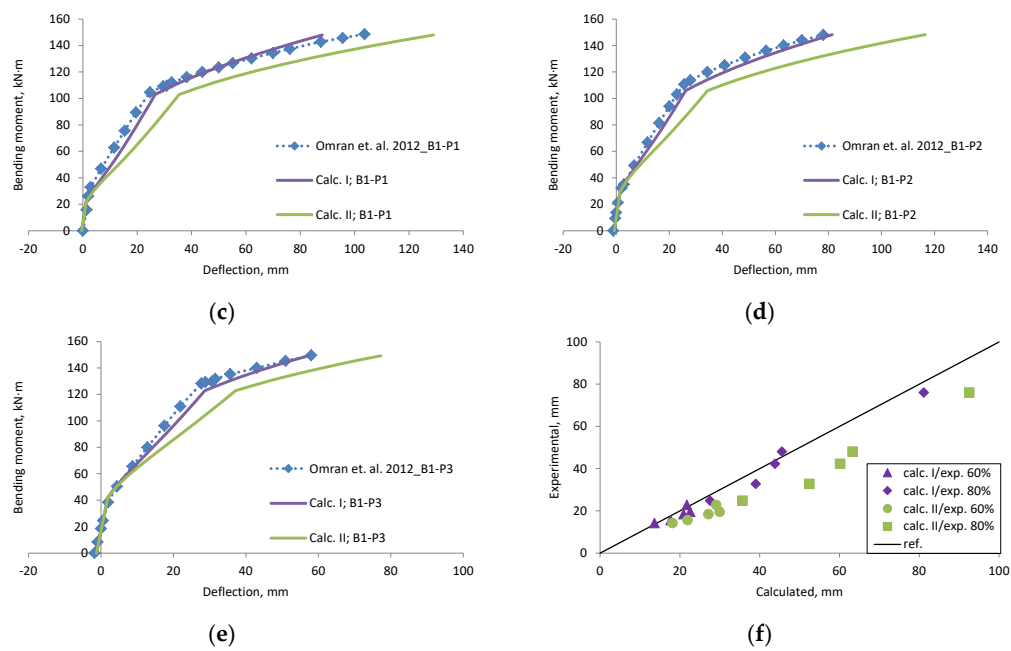 160
140
120
100
80
60
40
20
0
-20
0
20
40
60
80
100
120
140
Bending moment, kN·m
Deflection, mm
Omran et. al. 2012_B1-P1
Calc. I; B1-P1
Calc. II; B1-P1
(c)
160
140
120
100
80
60
40
20
0
-20
0
20
40
60
80
100
120
140
Bending moment, kN·m
Deflection, mm
Omran et. al. 2012_B1-P2
Calc. I; B1-P2
Calc. II; B1-P2
(d)
160
140
120
100
80
60
40
20
0
-20
0
20
40
60
80
100
Bending moment, kN·m
Deflection, mm
Omran et. al. 2012_B1-P3
Calc. I; B1-P3
Calc. II; B1-P3
(e)
100
80
60
40
20
0
0
20
40
60
80
100
Experimental, mm
Calculated, mm
calc. I/exp. 60%
calc. I/exp. 80%
calc. II/exp. 60%
calc. II/exp. 80%
ref.
(f)